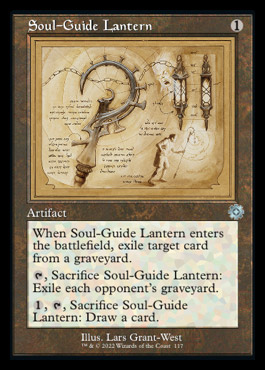 Soul-Guide Lantern 1
Artifact
When Soul-Guide Lantern enters
the battlefield, exile target card
from a graveyard.
, Sacrifice Soul-Guide Lantern:
Exile each opponent's graveyard.
1, , Sacrifice Soul-Guide
Lantern: Draw a card.
Illus. Lars Grant-West
™ & © 2022 Wizards of the Coast 117